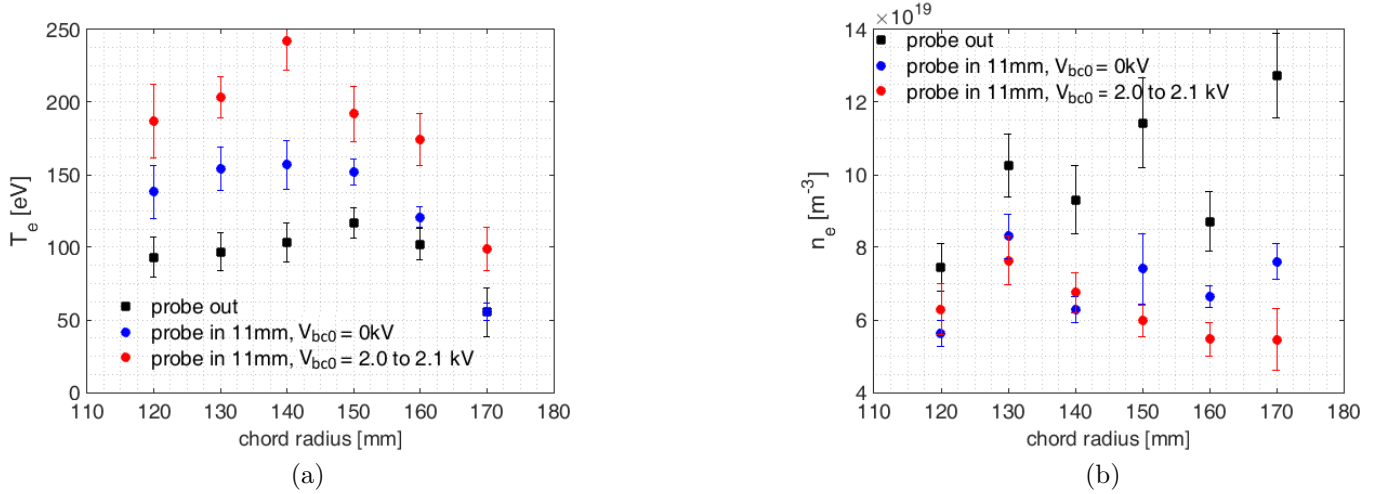 250
200
150
100
50
0
T_e [eV]
probe out
probe in 11mm, V_bc0 = 0kV
probe in 11mm, V_bc0 = 2.0 to 2.1 kV
110 120 130 140 150 160 170 180
chord radius [mm]
(a)
×10^19
14
12
10
8
6
4
n_e [m^-3]
probe out
probe in 11mm, V_bc0 = 0kV
probe in 11mm, V_bc0 = 2.0 to 2.1 kV
110 120 130 140 150 160 170 180
chord radius [mm]
(b)